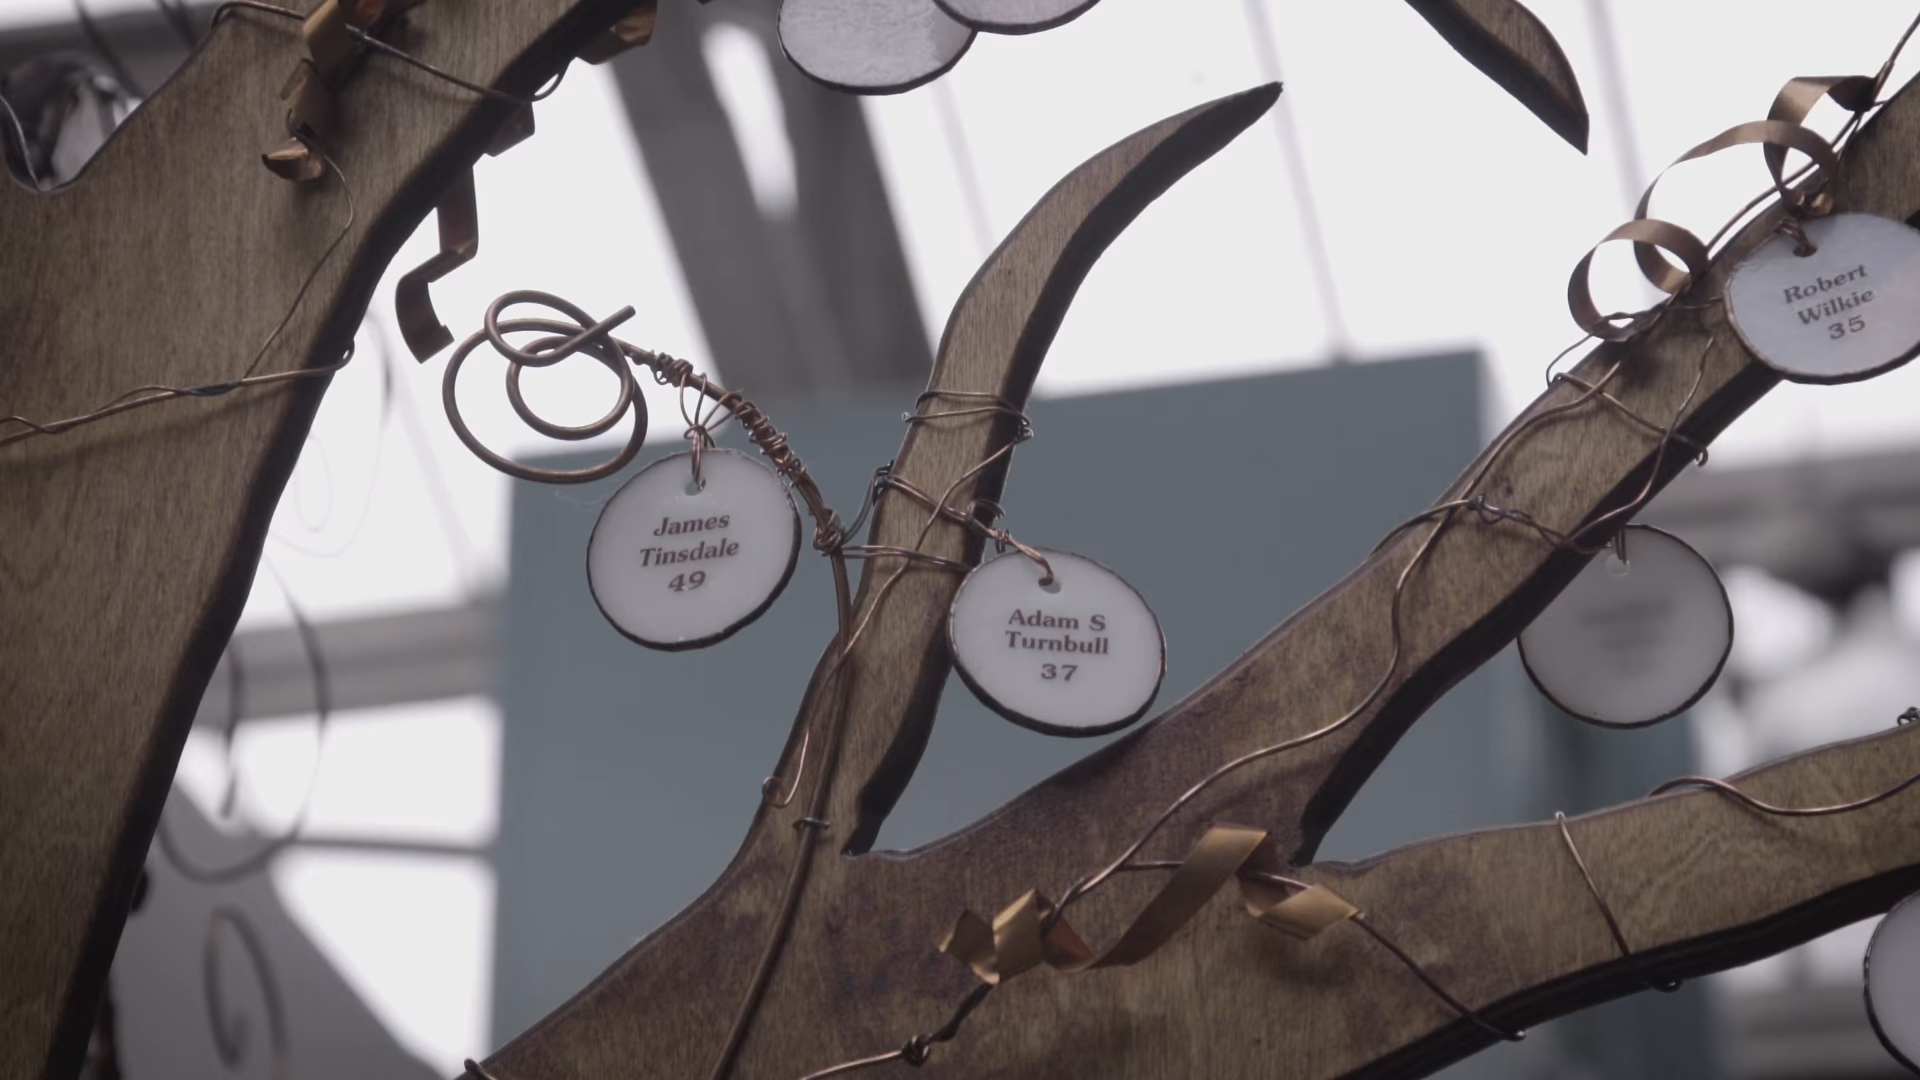 Robert
Wilkie
35
James
Tinsdale
49
Adam S
Turnbull
37